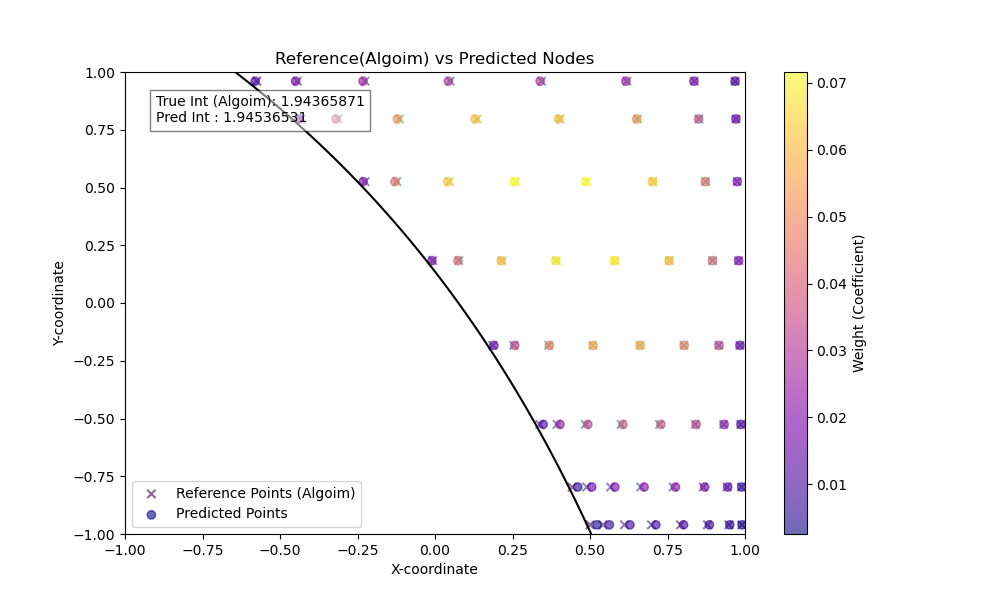 Reference(Algoim) vs Predicted Nodes
True Int (Algoim): 1.94365871
Pred Int : 1.94536531
Y-coordinate
1.00
0.75
0.50
0.25
0.00
−0.25
−0.50
−0.75
−1.00
Reference Points (Algoim)
Predicted Points
−1.00 −0.75 −0.50 −0.25 0.00 0.25 0.50 0.75 1.00
X-coordinate
0.07
0.06
0.05
0.04
0.03
0.02
0.01
Weight (Coefficient)